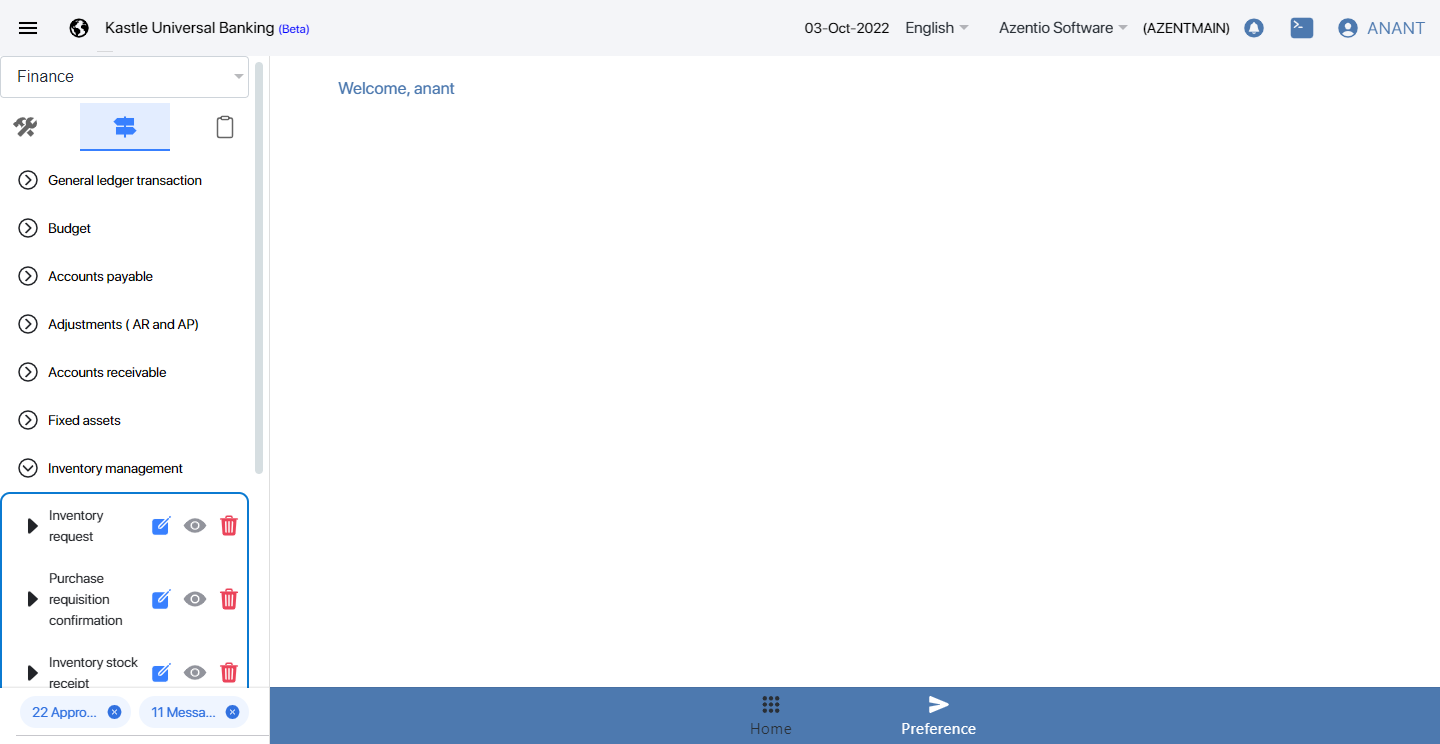 Kastle Universal Banking (Beta)
03-Oct-2022
English
Azentio Software
(AZENTMAIN)
ANANT
Finance
Welcome, anant
General ledger transaction
Budget
Accounts payable
Adjustments ( AR and AP)
Accounts receivable
Fixed assets
Inventory management
Inventory
request
Purchase
requisition
confirmation
Inventory stock
receipt
22 Appro...
11 Messa...
Home
Preference